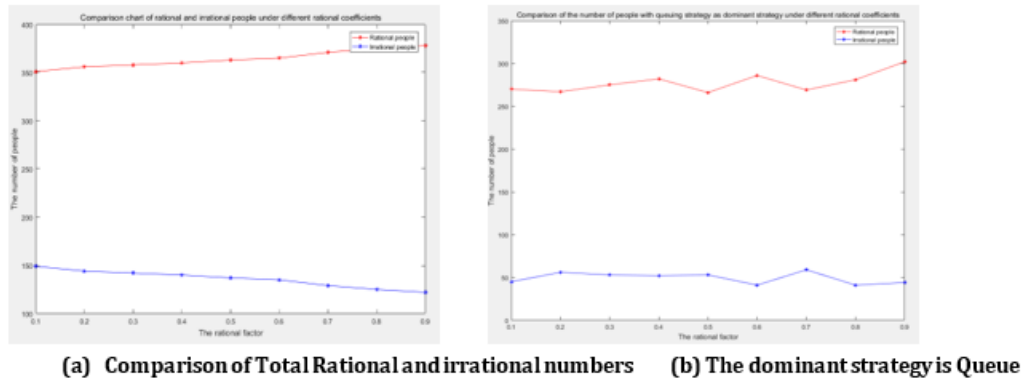 Comparison chart of rational and irrational people under different rational coefficients
Rational people
Irrational people
The number of people
400
350
300
250
200
150
100
0.1 0.2 0.3 0.4 0.5 0.6 0.7 0.8 0.9
The rational factor
(a) Comparison of Total Rational and irrational numbers
Comparison of the number of people with queuing strategy as dominant strategy under different rational coefficients
Rational people
Irrational people
The number of people
350
300
250
200
150
100
50
0
0.1 0.2 0.3 0.4 0.5 0.6 0.7 0.8 0.9
The rational factor
(b) The dominant strategy is Queue